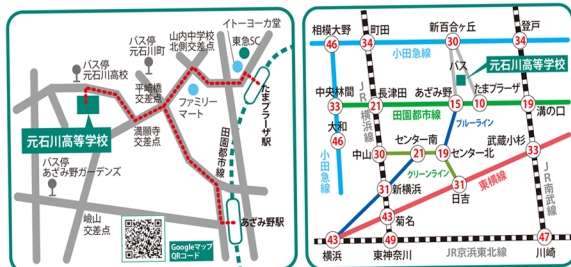 バス停
元石川高校
バス停
元石川町
山内中学校
北側交差点
イトーヨーカ堂
東急SC
平崎橋
交差点
ファミリー
マート
たまプラーザ駅
元石川高等学校
満願寺
交差点
田園都市線
バス停
あざみ野ガーデンズ
嶮山
交差点
あざみ野駅
Googleマップ
QRコード
相模大野
46
町田
34
新百合ヶ丘
30
登戸
34
小田急線
バス
元石川高等学校
中央林間
33
長津田
21
あざみ野
15
たまプラーザ
10
19
溝の口
田園都市線
JR横浜線
ブルーライン
大和
46
小田急線
中山
30
センター南
21
19
センター北
武蔵小杉
33
グリーンライン
31
新横浜
31
日吉
東横線
JR南武線
43
菊名
43
横浜
49
東神奈川
JR京浜東北線
47
川崎